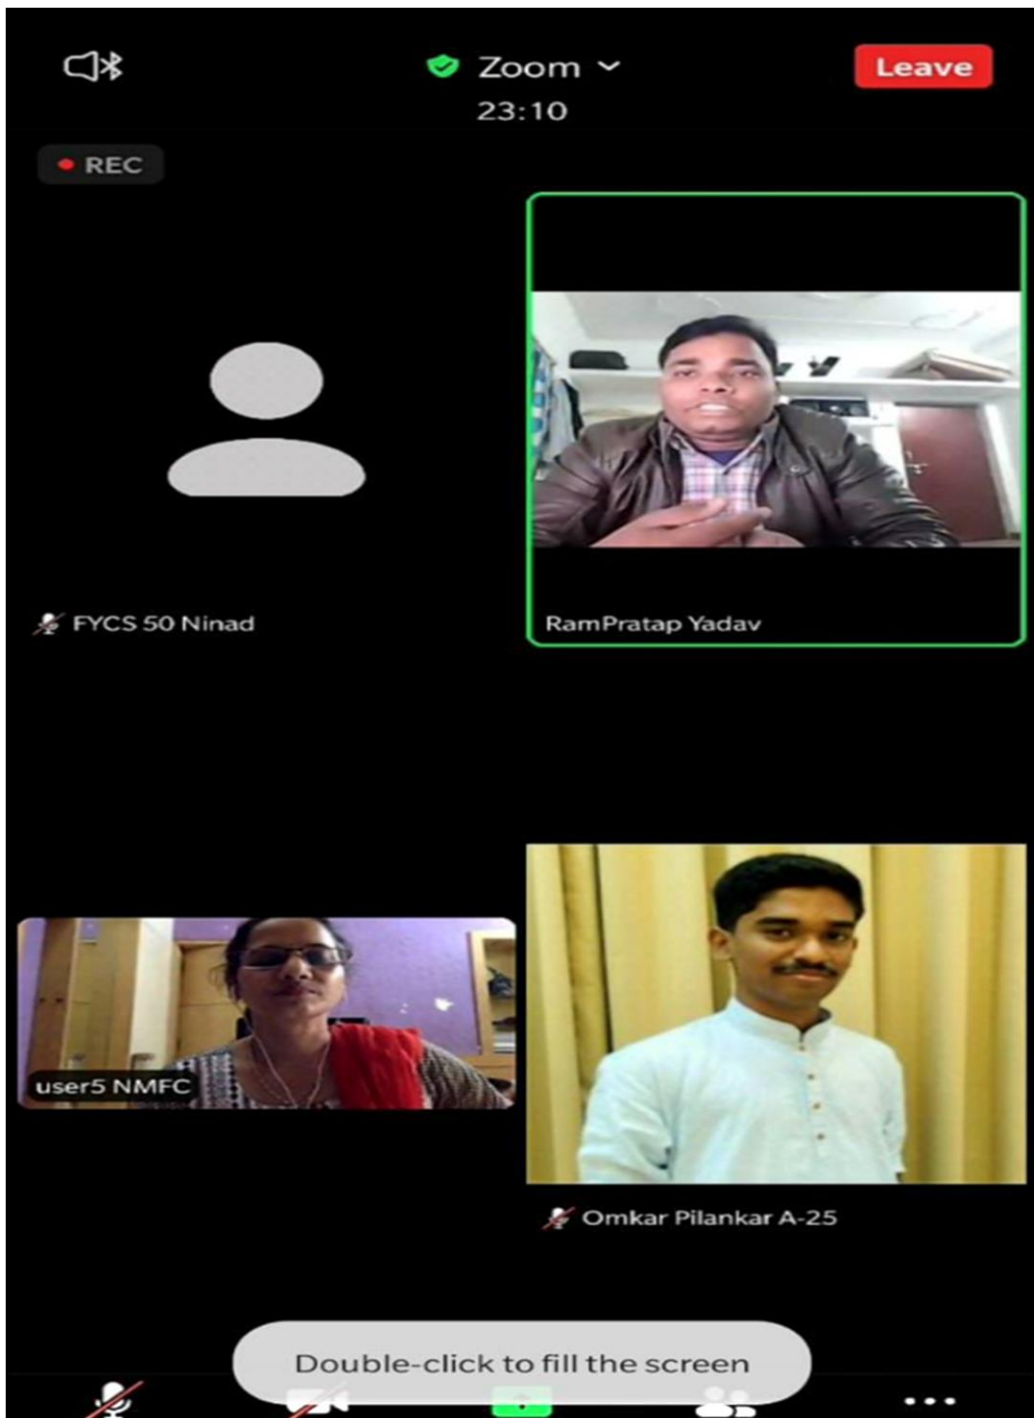 Zoom
Leave
23:10
REC
FYCS 50 Ninad
RamPratap Yadav
user5 NMFC
Omkar Pilankar A-25
Double-click to fill the screen